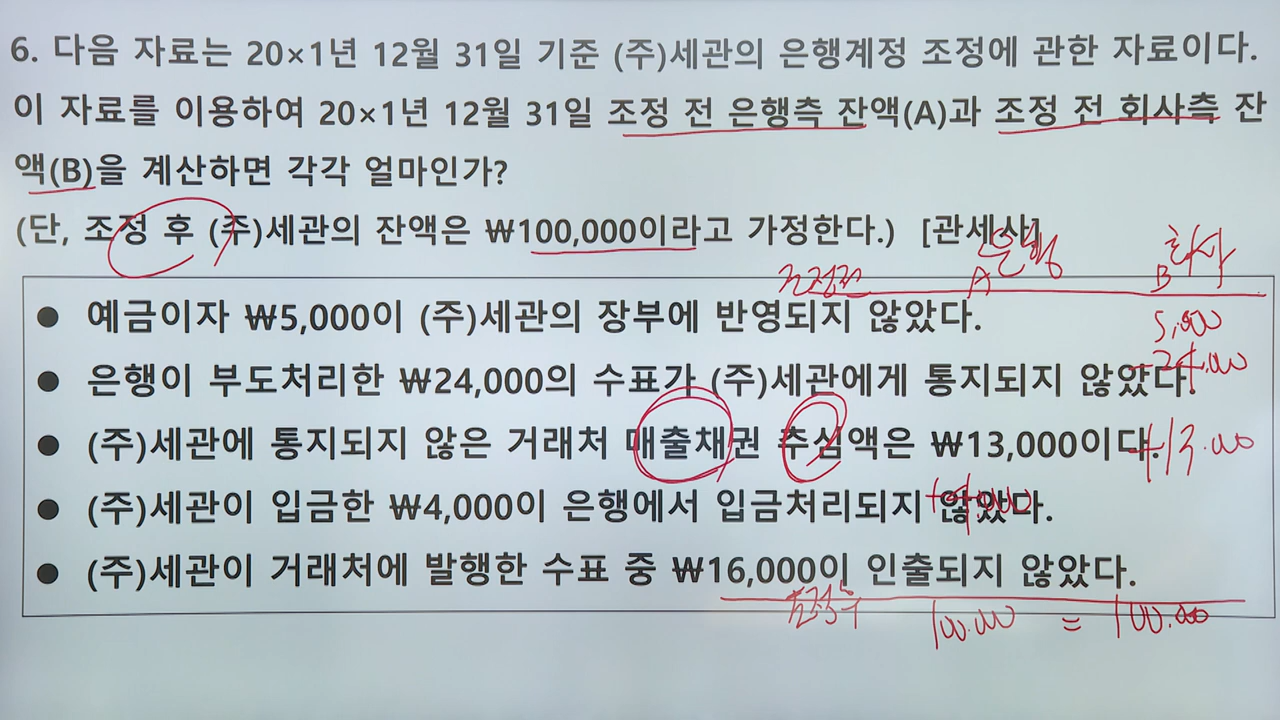 6. 다음 자료는 20×1년 12월 31일 기준 (주)세관의 은행계정 조정에 관한 자료이다.
이 자료를 이용하여 20×1년 12월 31일 조정 전 은행측 잔액(A)과 조정 전 회사측 잔
액(B)을 계산하면 각각 얼마인가?
(단, 조정 후 (주)세관의 잔액은 ₩100,000이라고 가정한다.) [관세사]
은행 회사
조정전 A B
● 예금이자 ₩5,000이 (주)세관의 장부에 반영되지 않았다.
5,000
● 은행이 부도처리한 ₩24,000의 수표가 (주)세관에게 통지되지 않았다.
-24,000
● (주)세관에 통지되지 않은 거래처 매출채권 추심액은 ₩13,000이다.
+13,000
● (주)세관이 입금한 ₩4,000이 은행에서 입금처리되지 않았다.
+4,000
● (주)세관이 거래처에 발행한 수표 중 ₩16,000이 인출되지 않았다.
조정후 100,000 = 100,000